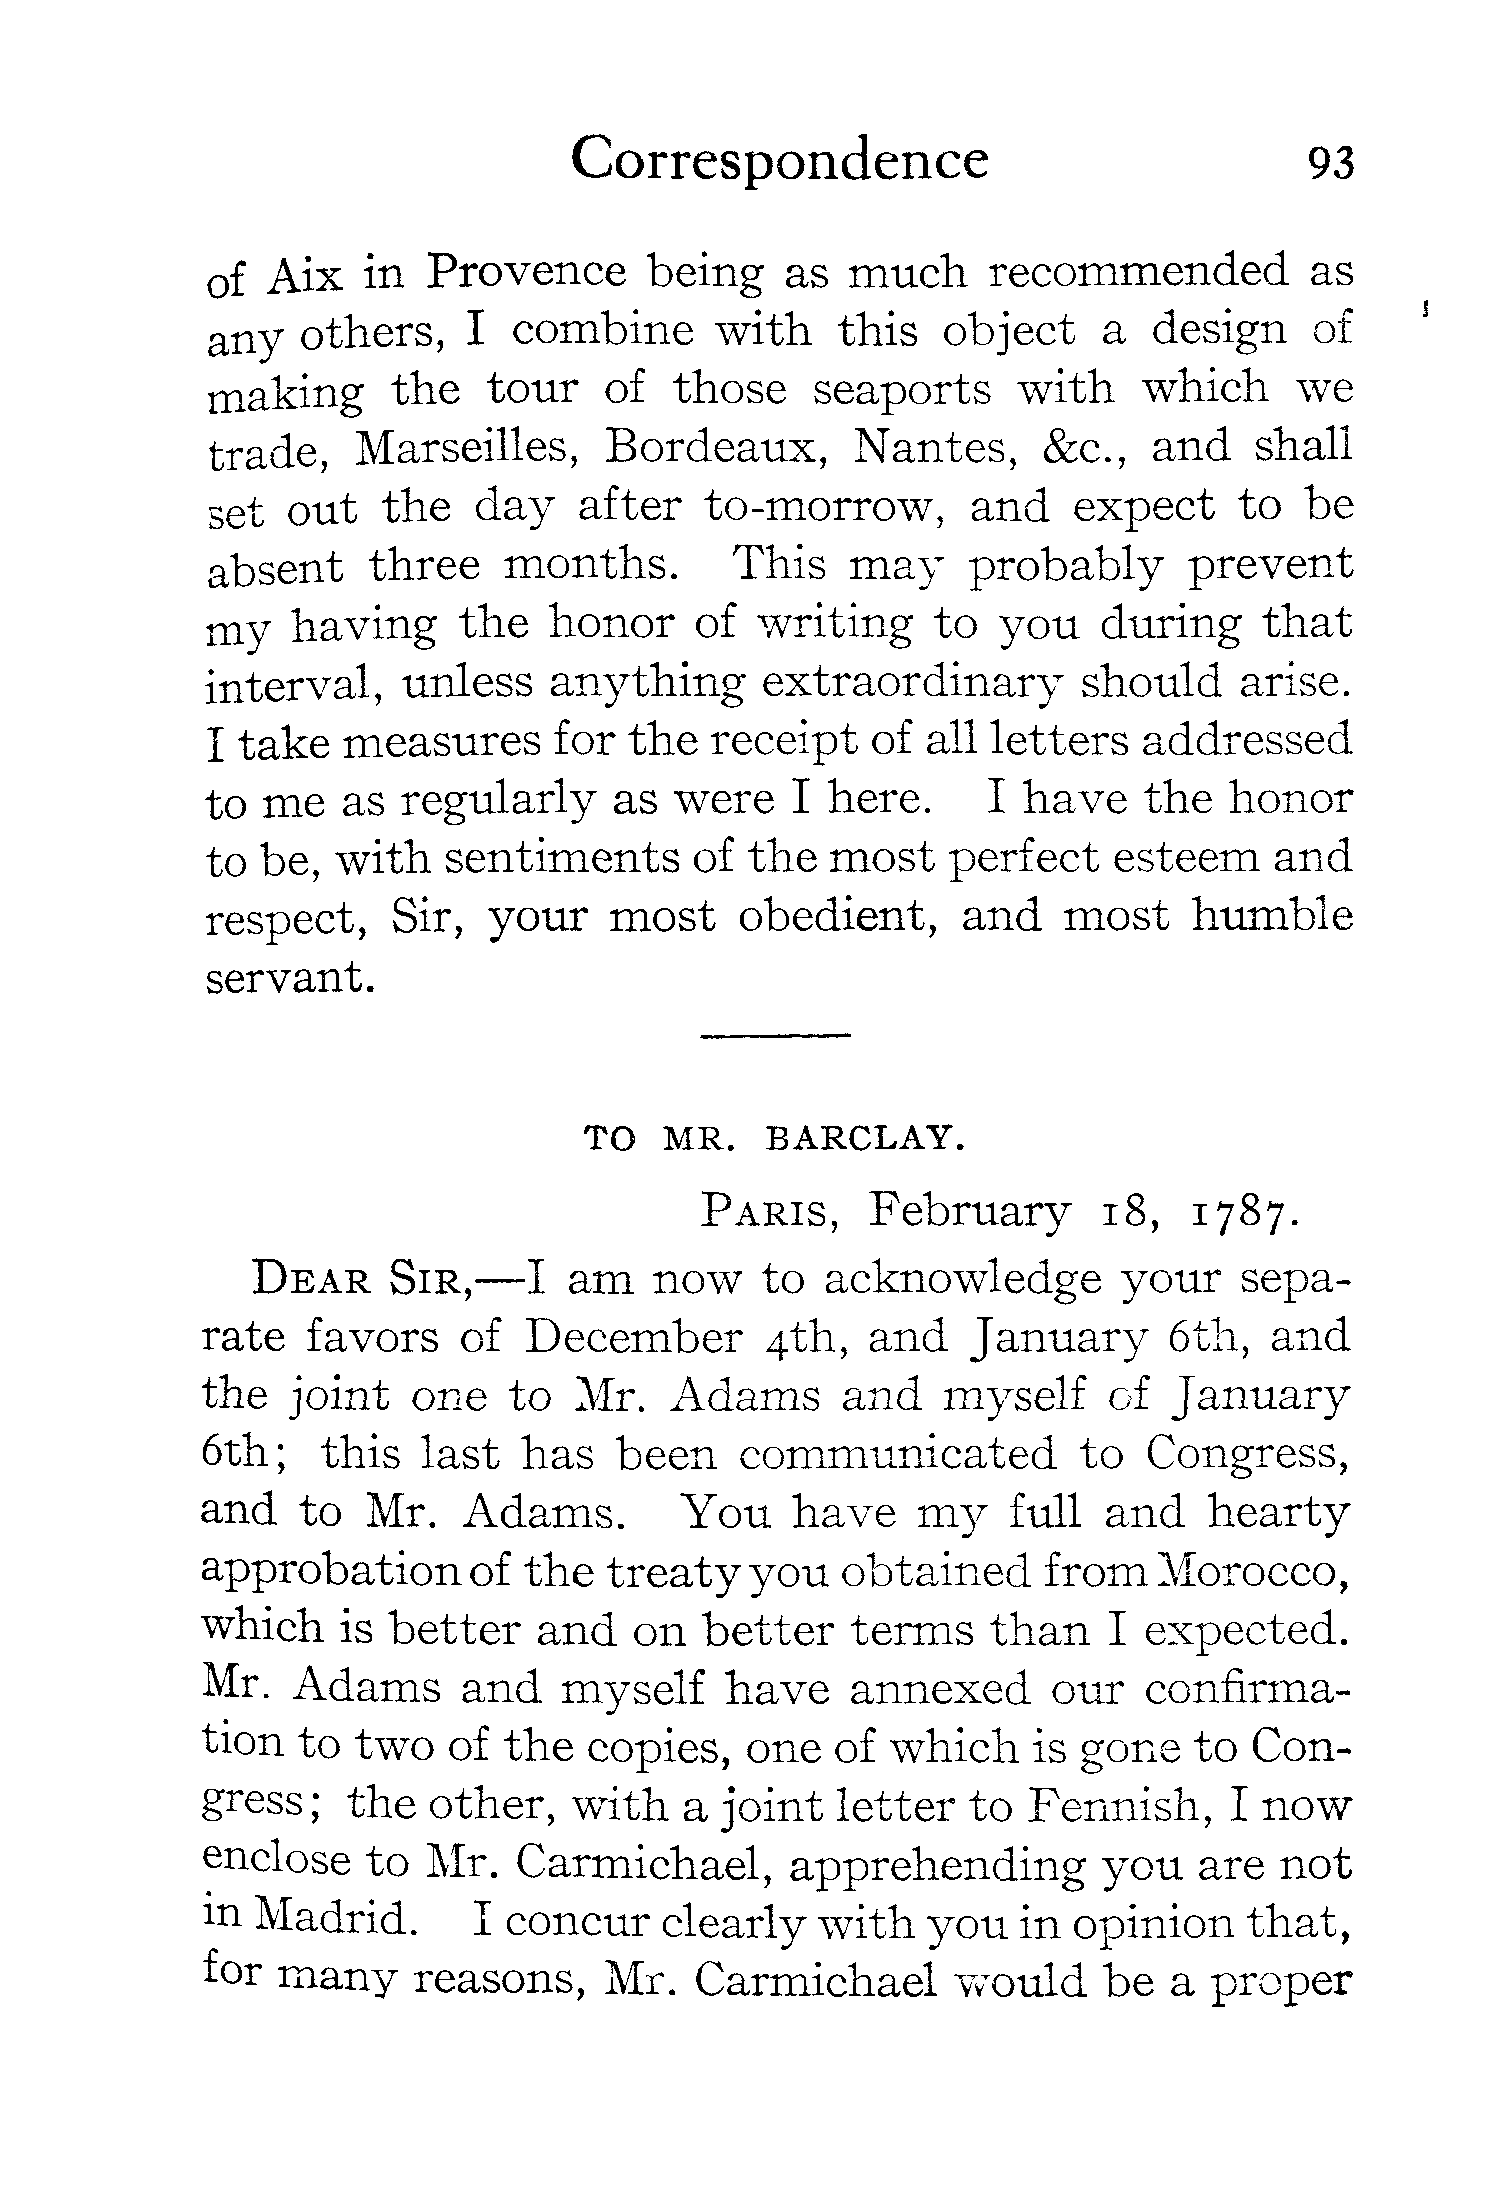 Correspondence 93
of Aix in Provence being as much recommended as
any others, I combine with this object a design of
making the tour of those seaports with which we
trade, Marseilles, Bordeaux, Nantes, &c., and shall
set out the day after to-morrow, and expect to be
absent three months. This may probably prevent
my having the honor of writing to you during that
interval, unless anything extraordinary should arise.
I take measures for the receipt of all letters addressed
to me as regularly as were I here. I have the honor
to be, with sentiments of the most perfect esteem and
respect, Sir, your most obedient, and most humble
servant.
TO MR. BARCLAY.
PARIS, February 18, 1787.
DEAR SIR,—I am now to acknowledge your sepa-
rate favors of December 4th, and January 6th, and
the joint one to Mr. Adams and myself of January
6th; this last has been communicated to Congress,
and to Mr. Adams. You have my full and hearty
approbation of the treaty you obtained from Morocco,
which is better and on better terms than I expected.
Mr. Adams and myself have annexed our confirma-
tion to two of the copies, one of which is gone to Con-
gress; the other, with a joint letter to Fennish, I now
enclose to Mr. Carmichael, apprehending you are not
in Madrid. I concur clearly with you in opinion that,
for many reasons, Mr. Carmichael would be a proper